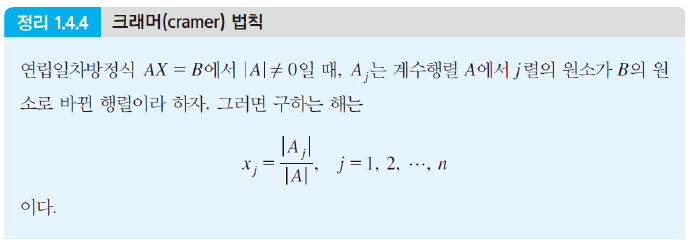 정리 1.4.4 크래머(cramer) 법칙
연립일차방정식 AX = B에서 |A| ≠ 0일 때, A_j는 계수행렬 A에서 j열의 원소가 B의 원
소로 바뀐 행렬이라 하자. 그러면 구하는 해는
x_j = |A_j| / |A|, j = 1, 2, ⋯, n
이다.